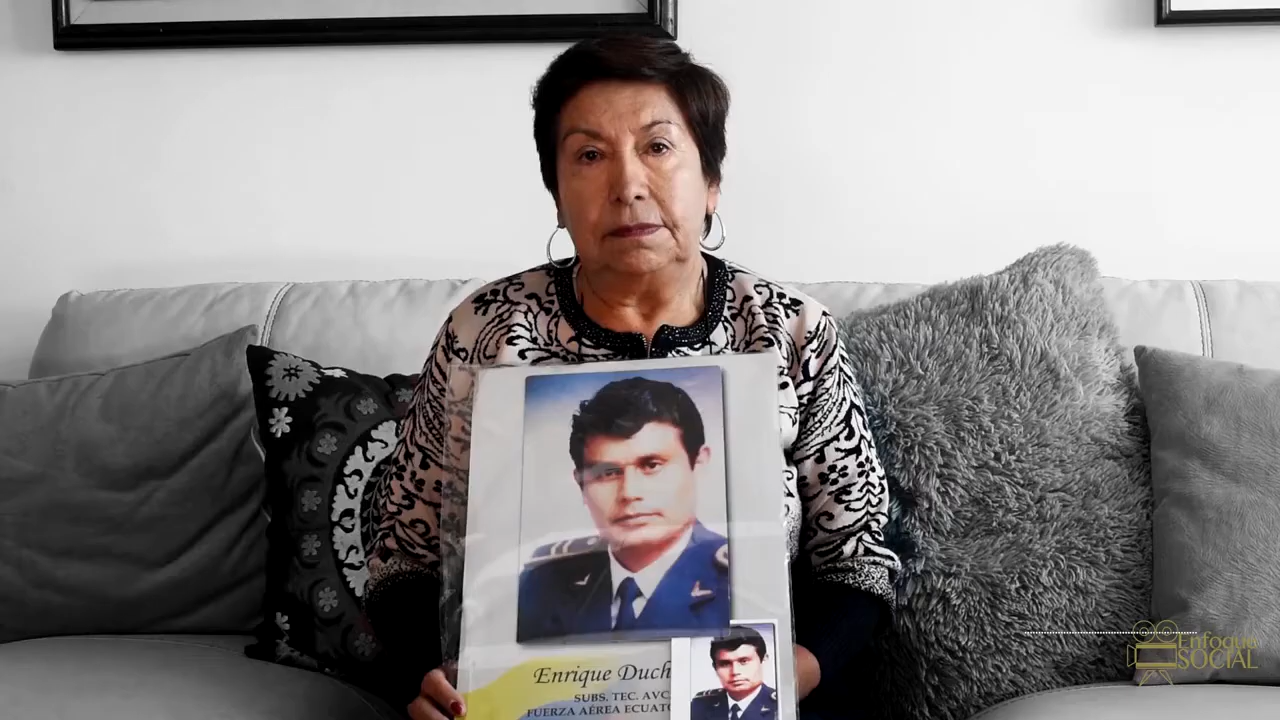 Enrique Duch
SUBS. TEC. AVC
FUERZA AÉREA ECUATO
Enfoque
SOCIAL